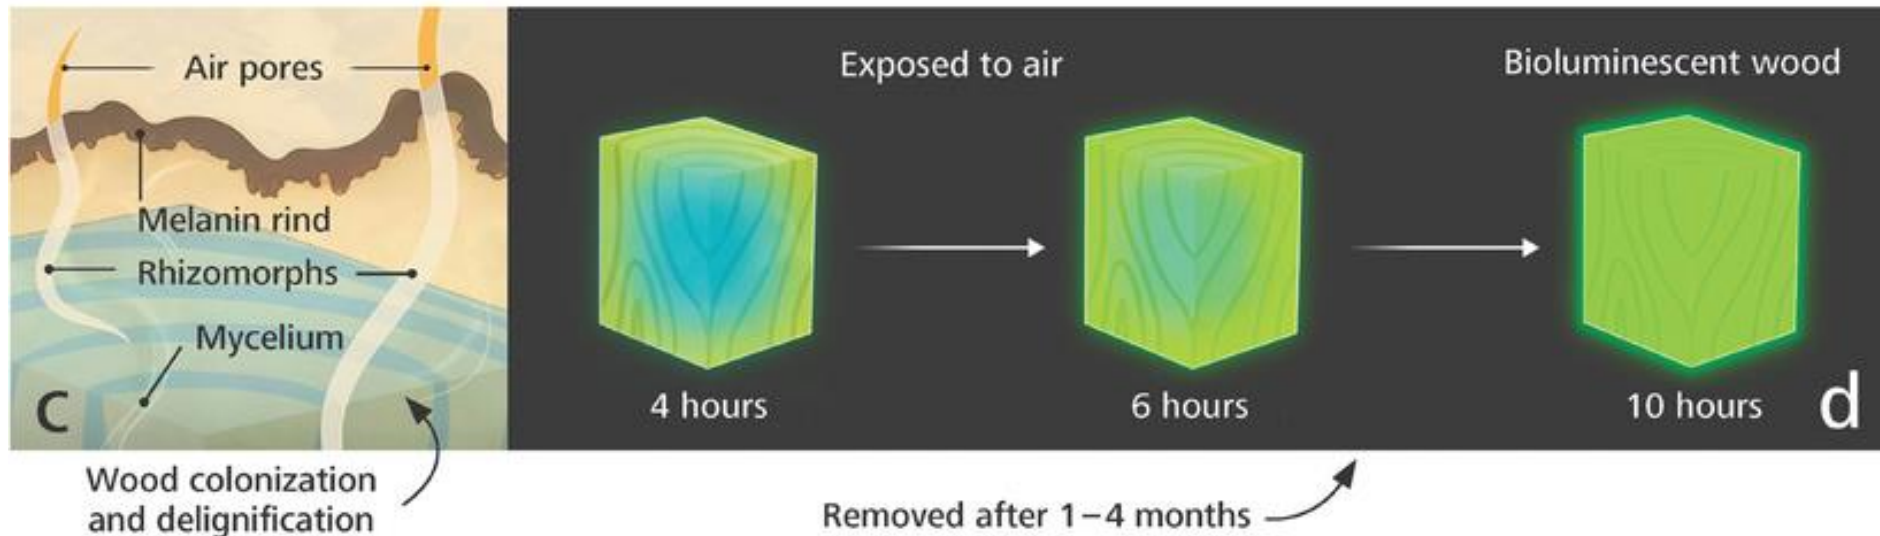 Air pores
Melanin rind
Rhizomorphs
Mycelium
c
Wood colonization
and delignification
Exposed to air
Bioluminescent wood
4 hours
6 hours
10 hours
d
Removed after 1–4 months